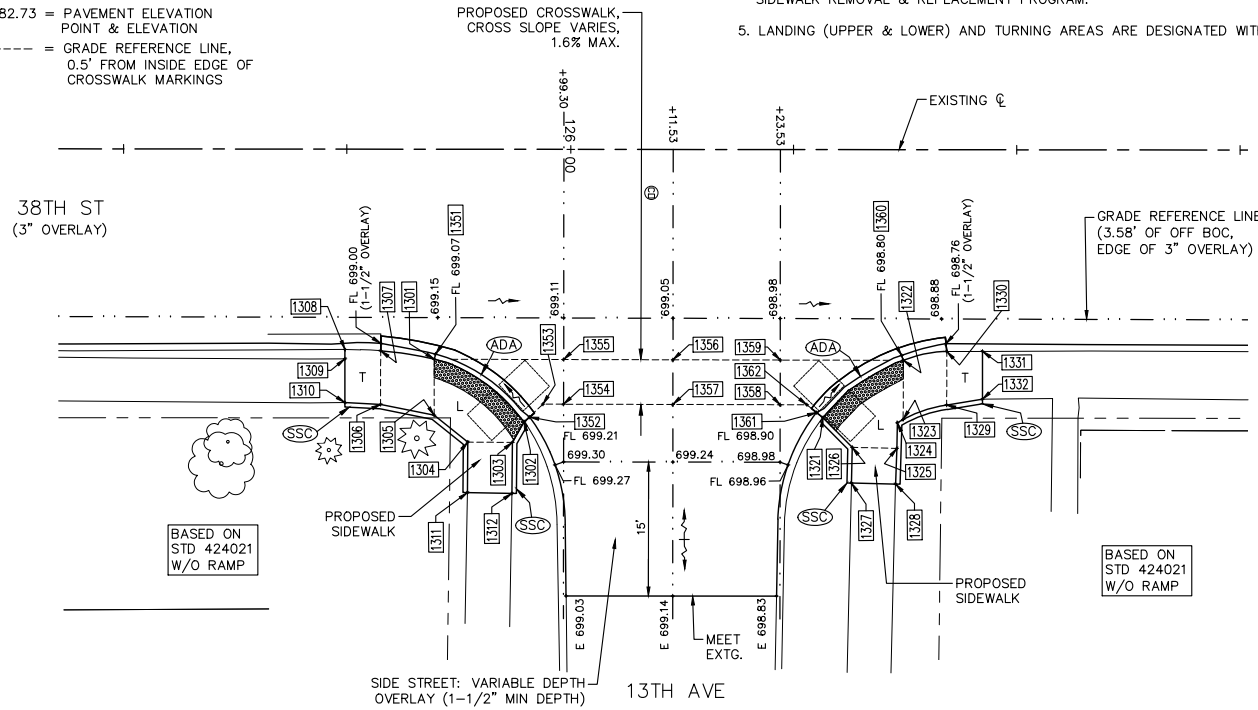 82.73 = PAVEMENT ELEVATION
POINT & ELEVATION
---- = GRADE REFERENCE LINE,
0.5' FROM INSIDE EDGE OF
CROSSWALK MARKINGS
PROPOSED CROSSWALK,
CROSS SLOPE VARIES,
1.6% MAX.
SIDEWALK REMOVAL & REPLACEMENT PROGRAM.
5. LANDING (UPPER & LOWER) AND TURNING AREAS ARE DESIGNATED WIT
EXISTING ℄
+99.30
126+00
+11.53
+23.53
CD
38TH ST
(3" OVERLAY)
GRADE REFERENCE LINE
(3.58' OF OFF BOC,
EDGE OF 3" OVERLAY)
FL 699.00
(1-1/2" OVERLAY)
FL 699.07
1351
699.15
699.11
699.05
698.98
FL 698.80
1360
698.88
FL 698.76
(1-1/2" OVERLAY)
1308
1307
1301
1353
1355
1356
1359
1322
1330
ADA
ADA
1309
1310
T
1354
1357
1362
1358
T
1331
1332
SSC
1306
1305
L
1352
1361
L
1323
1329
SSC
FL 699.21
FL 698.90
1324
1304
1303
1302
699.30
699.24
698.98
1321
1326
1325
FL 699.27
FL 698.96
PROPOSED
SIDEWALK
1311
1312
SSC
15'
SSC
1327
1328
BASED ON
STD 424021
W/O RAMP
BASED ON
STD 424021
W/O RAMP
PROPOSED
SIDEWALK
E 699.03
E 699.14
E 698.83
MEET
EXTG.
SIDE STREET: VARIABLE DEPTH
OVERLAY (1-1/2" MIN DEPTH)
13TH AVE